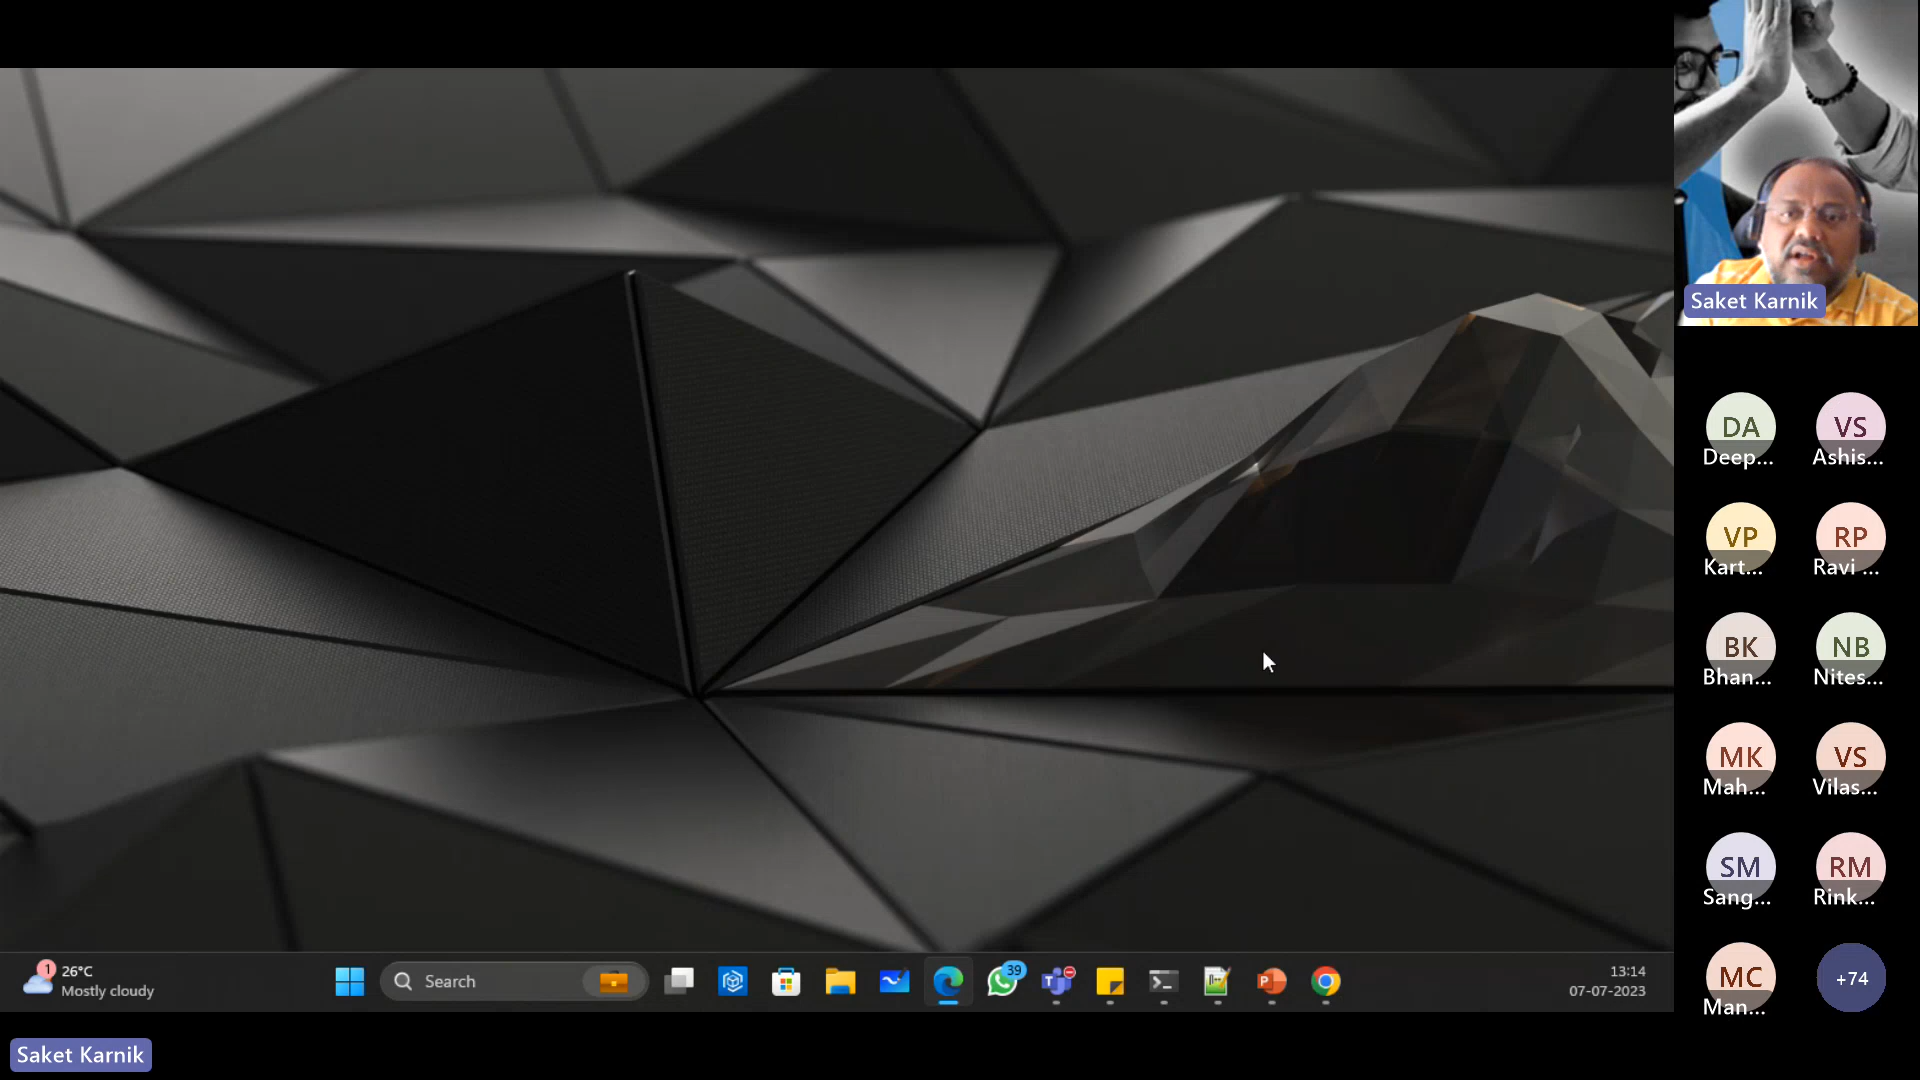 Saket Karnik
DA
Deep...
VS
Ashis...
VP
Kart...
RP
Ravi ...
BK
Bhan...
NB
Nites...
MK
Mah...
VS
Vilas...
SM
Sang...
RM
Rink...
MC
Man...
+74
1
26°C
Mostly cloudy
Search
39
13:14
07-07-2023
Saket Karnik